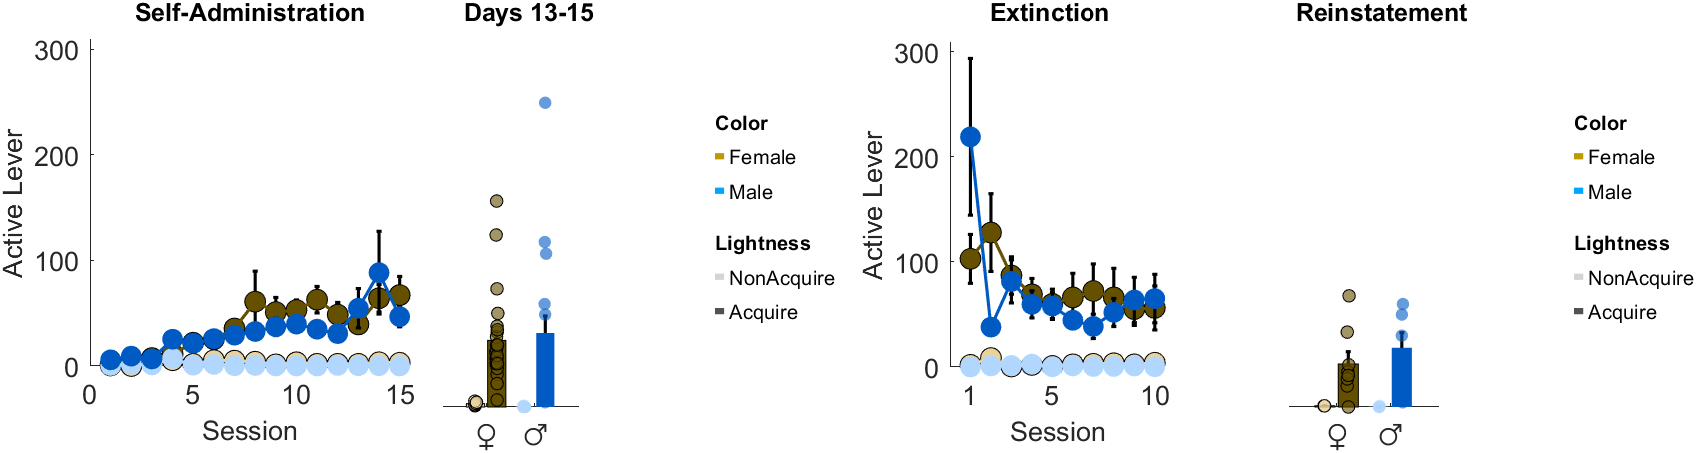 Self-Administration
Days 13-15
Extinction
Reinstatement
300
200
100
0
Active Lever
0
5
10
15
Session
♀
♂
Color
Female
Male
Lightness
NonAcquire
Acquire
300
200
100
0
Active Lever
1
5
10
Session
♀
♂
Color
Female
Male
Lightness
NonAcquire
Acquire